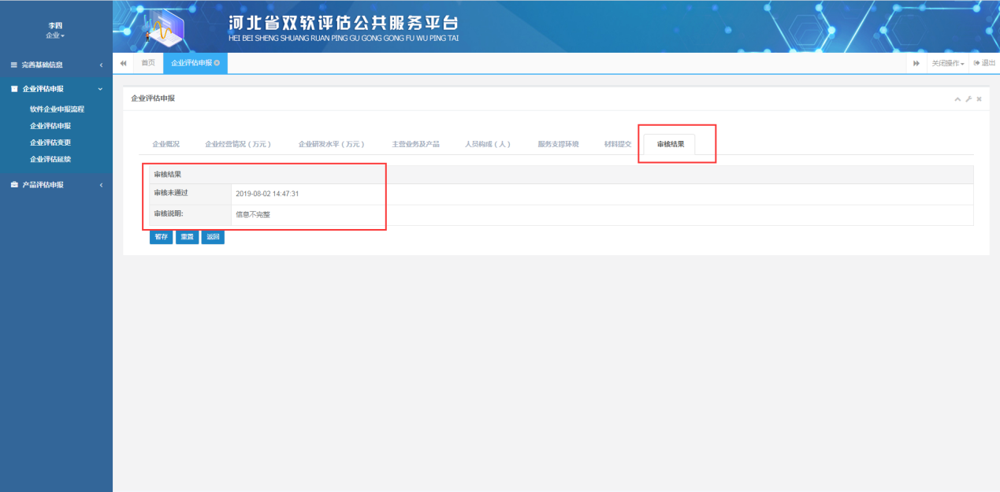 李四
企业
完善基础信息
企业评估申报
软件企业申报流程
企业评估申报
企业评估变更
企业评估延续
产品评估申报
河北省双软评估公共服务平台
HEI BEI SHENG SHUANG RUAN PING GU GONG GONG FU WU PING TAI
首页 企业评估申报 关闭操作 退出
企业评估申报
企业概况 企业经营情况（万元） 企业研发水平（万元） 主营业务及产品 人员构成（人） 服务支撑环境 材料提交 审核结果
审核结果
审核未通过 2019-08-02 14:47:31
审核说明: 信息不完整
暂存 重置 返回